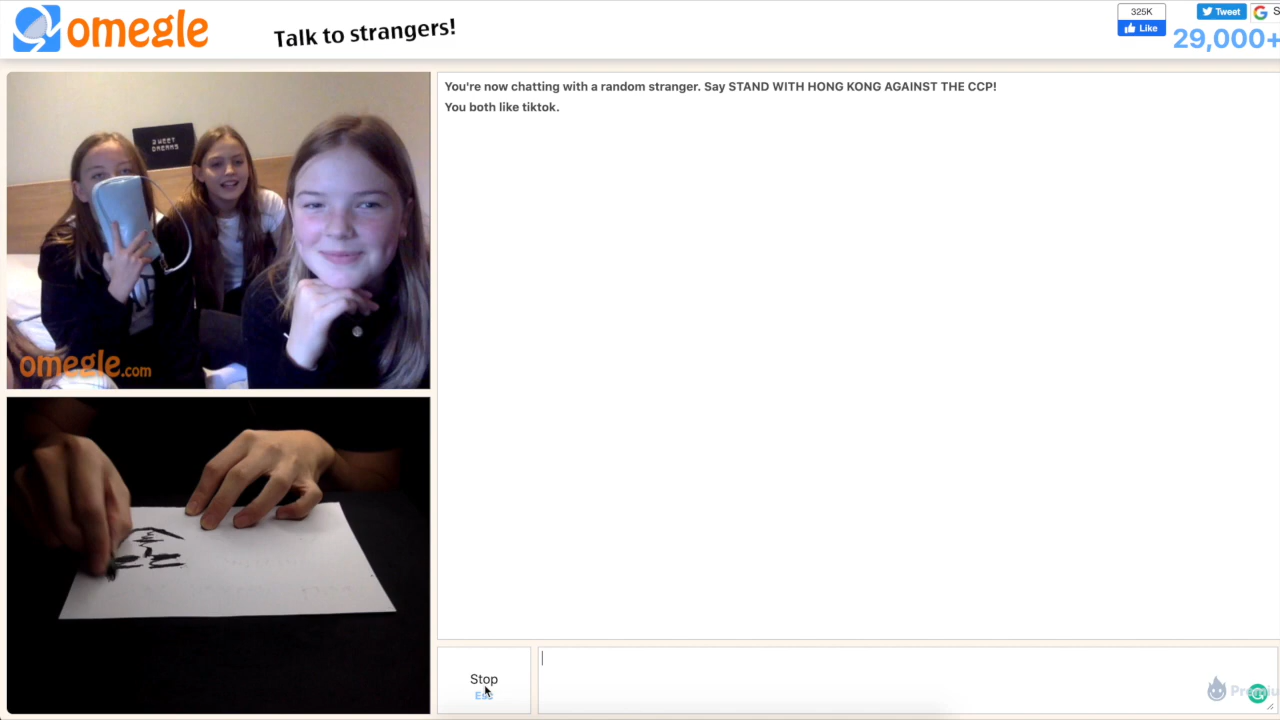 omegle
Talk to strangers!
325K
Like
Tweet
29,000+
You're now chatting with a random stranger. Say STAND WITH HONG KONG AGAINST THE CCP!
You both like tiktok.
SWEET
DREAMS
omegle.com
Stop
Esc